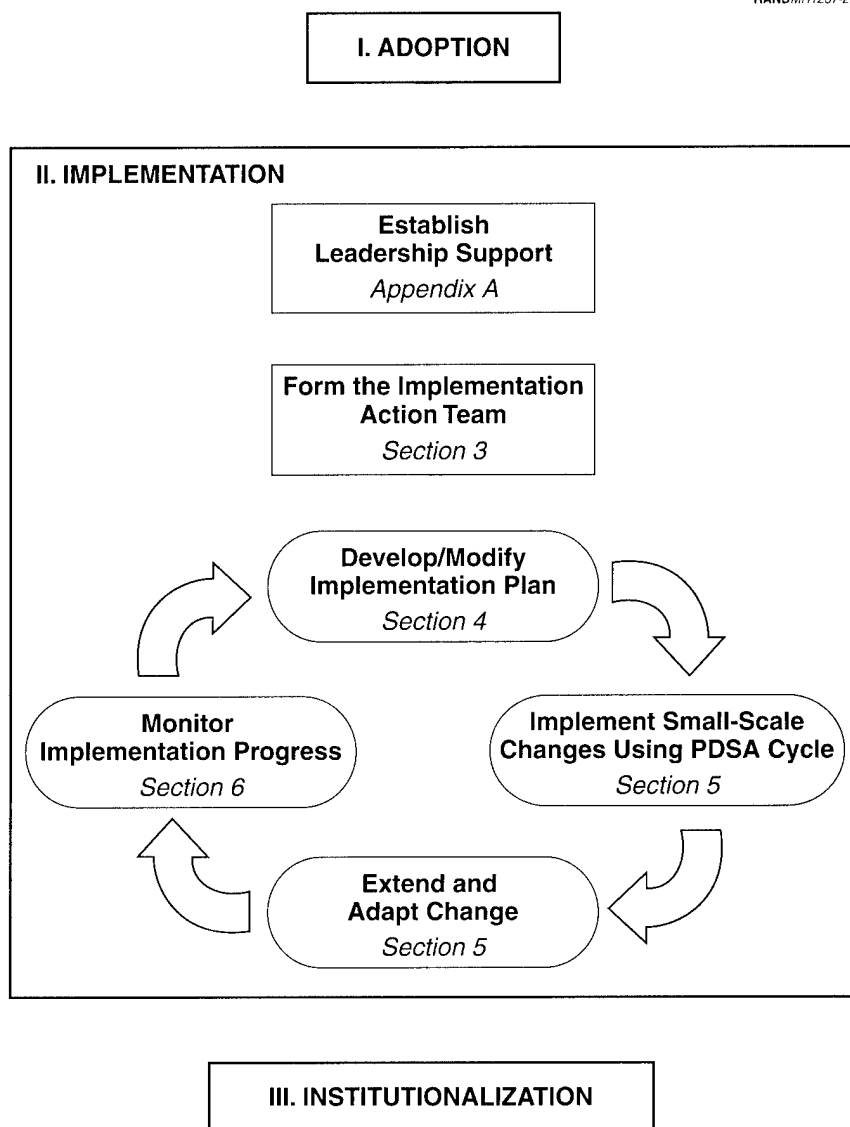 I. ADOPTION
II. IMPLEMENTATION
Establish
Leadership Support
Appendix A
Form the Implementation
Action Team
Section 3
Develop/Modify
Implementation Plan
Section 4
Monitor
Implementation Progress
Section 6
Implement Small-Scale
Changes Using PDSA Cycle
Section 5
Extend and
Adapt Change
Section 5
III. INSTITUTIONALIZATION